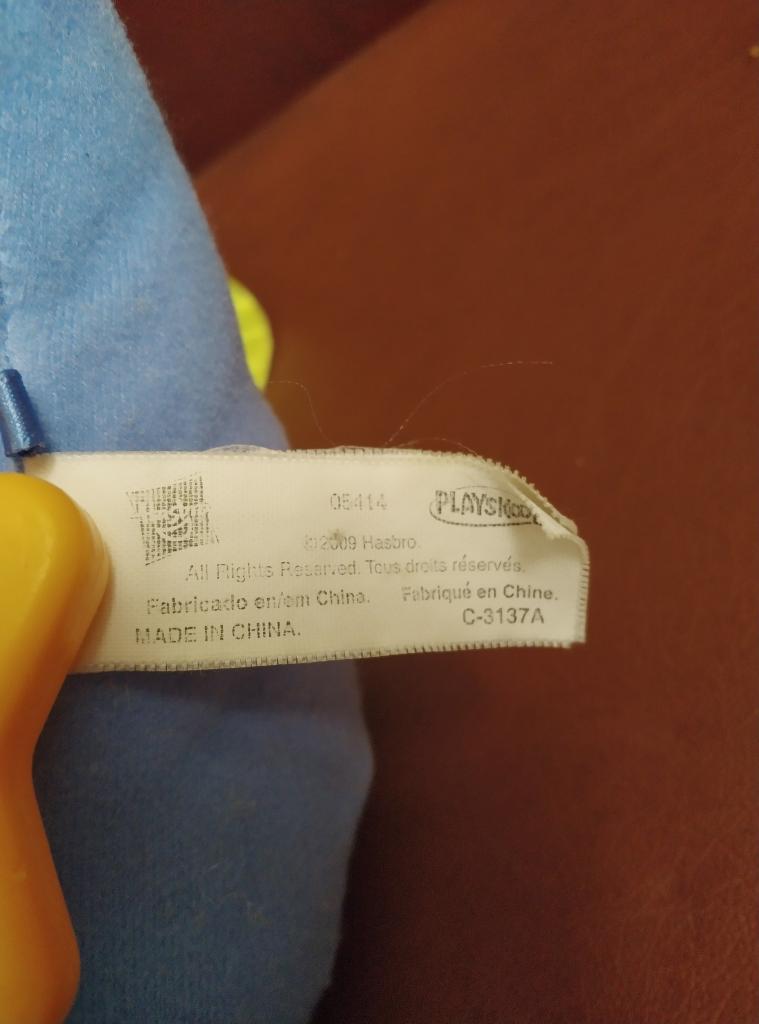 05414 PLAYSKOOL
©2009 Hasbro.
All Rights Reserved. Tous droits réservés.
Fabricado en/em China. Fabriqué en Chine.
MADE IN CHINA. C-3137A